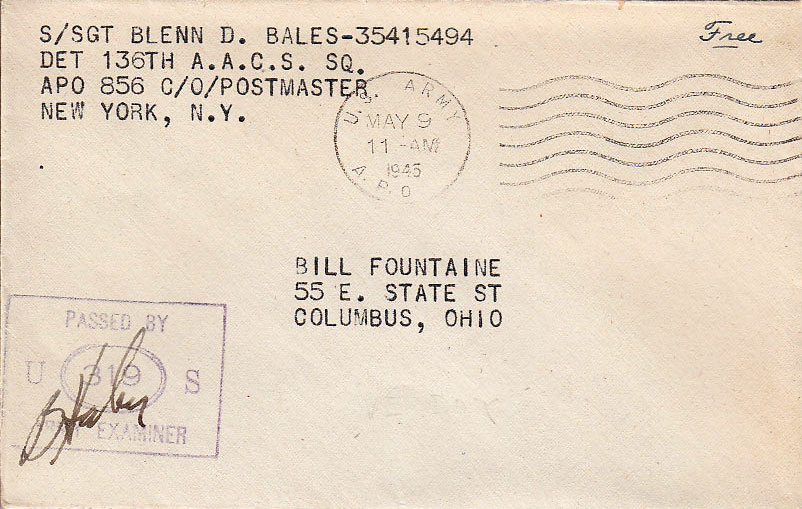 S/SGT BLENN D. BALES-35415494
DET 136TH A.A.C.S. SQ.
APO 856 C/O/POSTMASTER.
NEW YORK, N.Y.
Free
U.S. ARMY
MAY 9
11 -AM
1945
A.P.O
BILL FOUNTAINE
55 E. STATE ST
COLUMBUS, OHIO
PASSED BY
U 319 S
ARMY EXAMINER